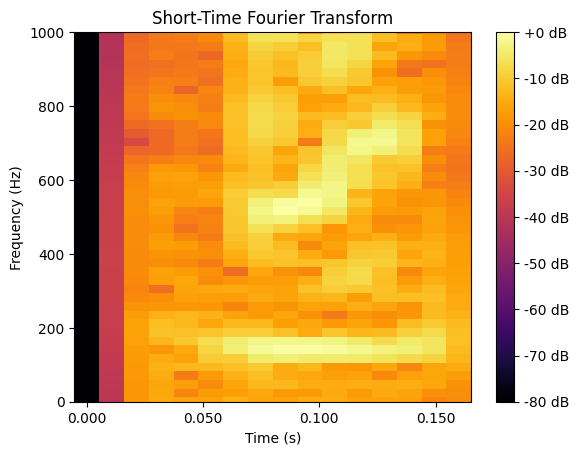 Short-Time Fourier Transform
1000
800
600
400
200
0
Frequency (Hz)
0.000
0.050
0.100
0.150
Time (s)
+0 dB
-10 dB
-20 dB
-30 dB
-40 dB
-50 dB
-60 dB
-70 dB
-80 dB